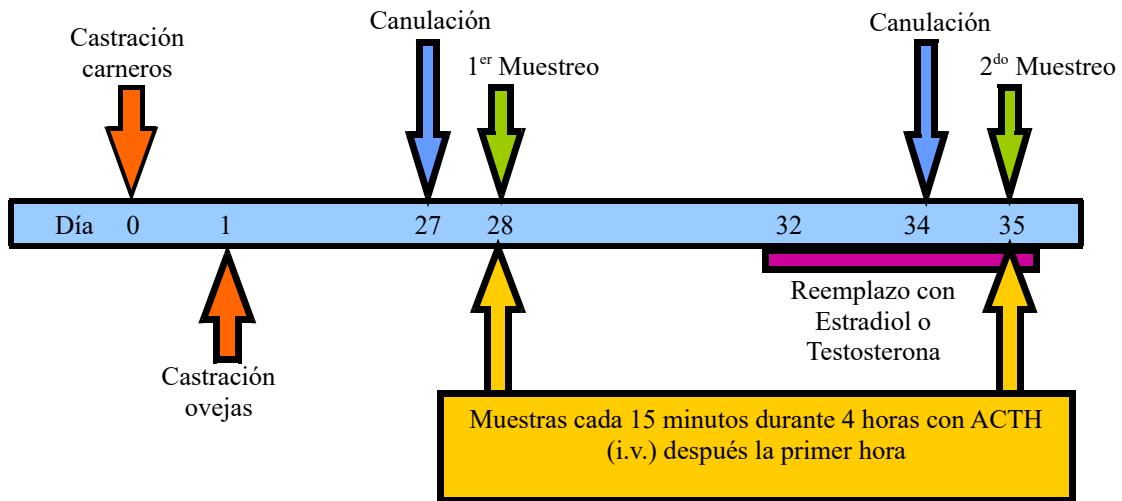 Castración
carneros
Canulación
1er Muestreo
Canulación
2do Muestreo
Día 0 1 27 28 32 34 35
Castración
ovejas
Reemplazo con
Estradiol o
Testosterona
Muestras cada 15 minutos durante 4 horas con ACTH
(i.v.) después la primer hora